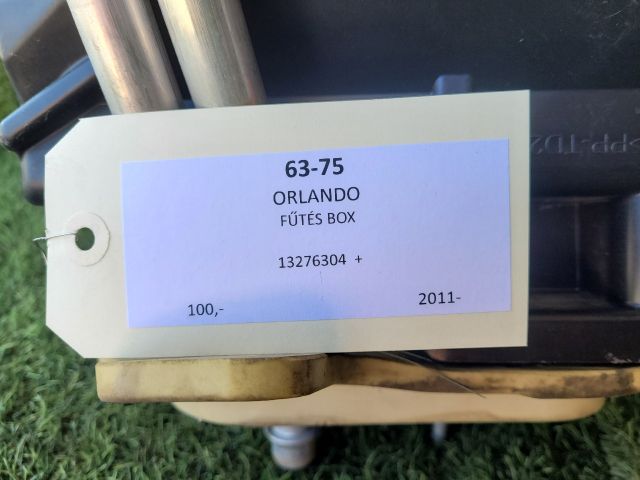 63-75
ORLANDO
FŰTÉS BOX
13276304 +
100,- 2011-